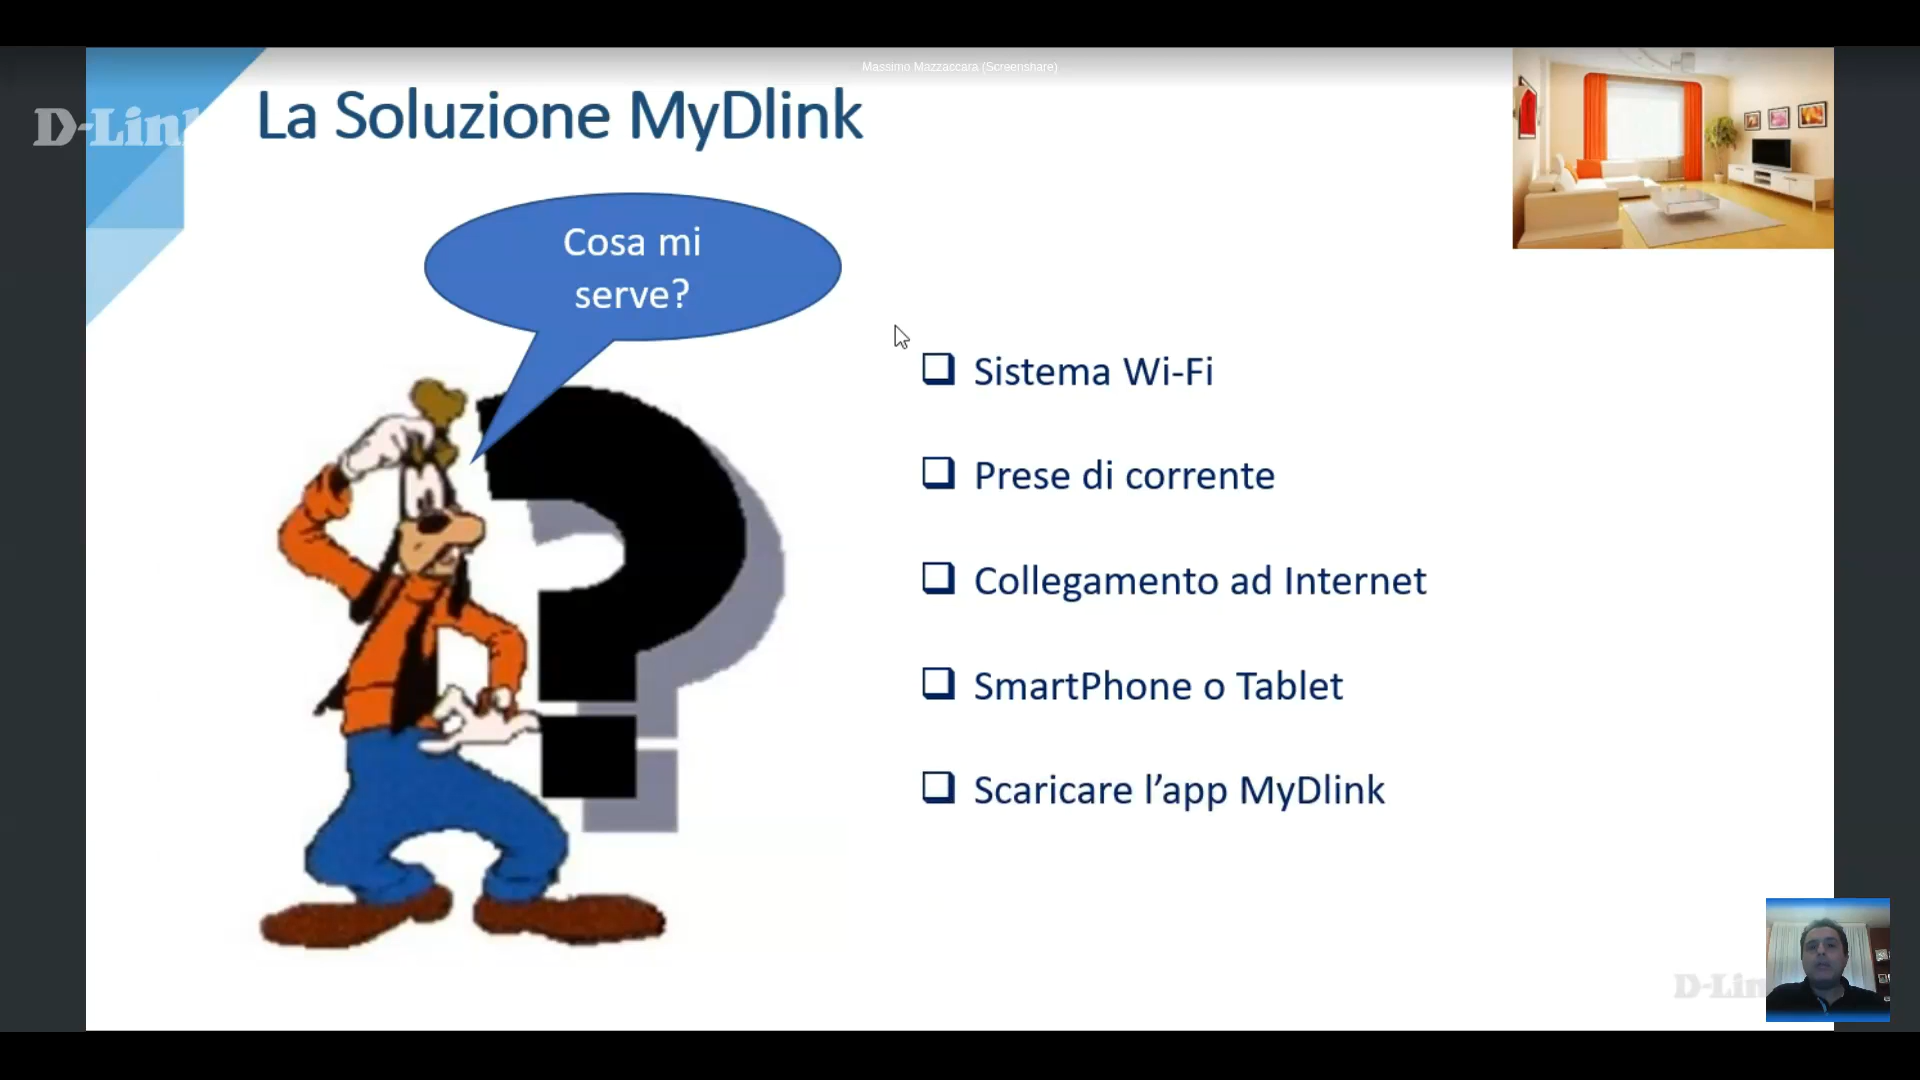 Massimo Mazzaccara (Screenshare)
D-Link
La Soluzione MyDlink
Cosa mi
serve?
❑ Sistema Wi-Fi
❑ Prese di corrente
❑ Collegamento ad Internet
❑ SmartPhone o Tablet
❑ Scaricare l’app MyDlink
D-Lin